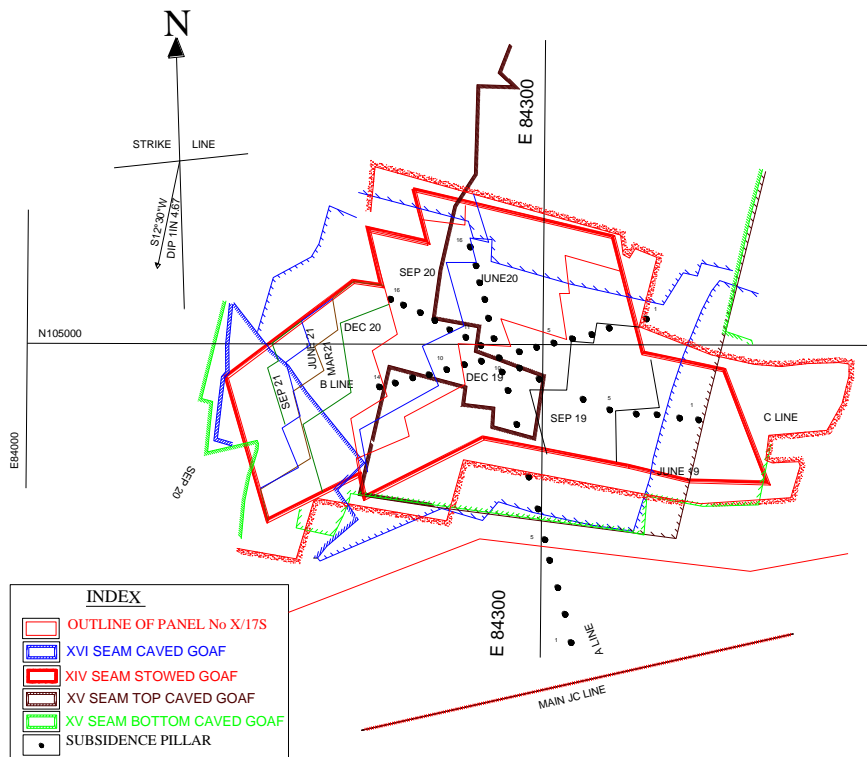 N
E 84300
STRIKE LINE
S12°30"W
DIP 1IN 4.67
16
SEP 20
JUNE20
16
1
5
N105000
DEC 20
JUNE 21
MAR21
10
10
DEC 19
14
B LINE
SEP 21
1
5
SEP 19
C LINE
E84000
SEP 20
JUNE 19
5
E 84300
1
A LINE
MAIN JC LINE
INDEX
OUTLINE OF PANEL No X/17S
XVI SEAM CAVED GOAF
XIV SEAM STOWED GOAF
XV SEAM TOP CAVED GOAF
XV SEAM BOTTOM CAVED GOAF
SUBSIDENCE PILLAR